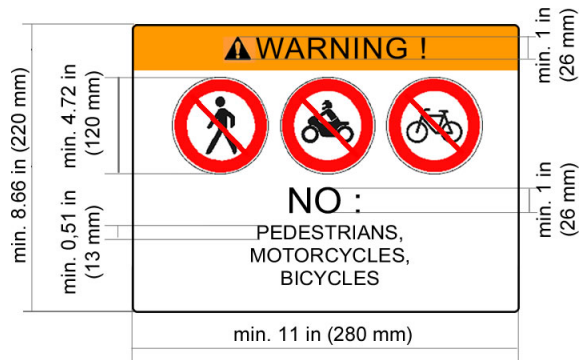 WARNING !
min. 1 in
(26 mm)
min. 8.66 in (220 mm)
min. 4.72 in
(120 mm)
NO :
min. 1 in
(26 mm)
min. 0,51 in
(13 mm)
PEDESTRIANS,
MOTORCYCLES,
BICYCLES
min. 11 in (280 mm)